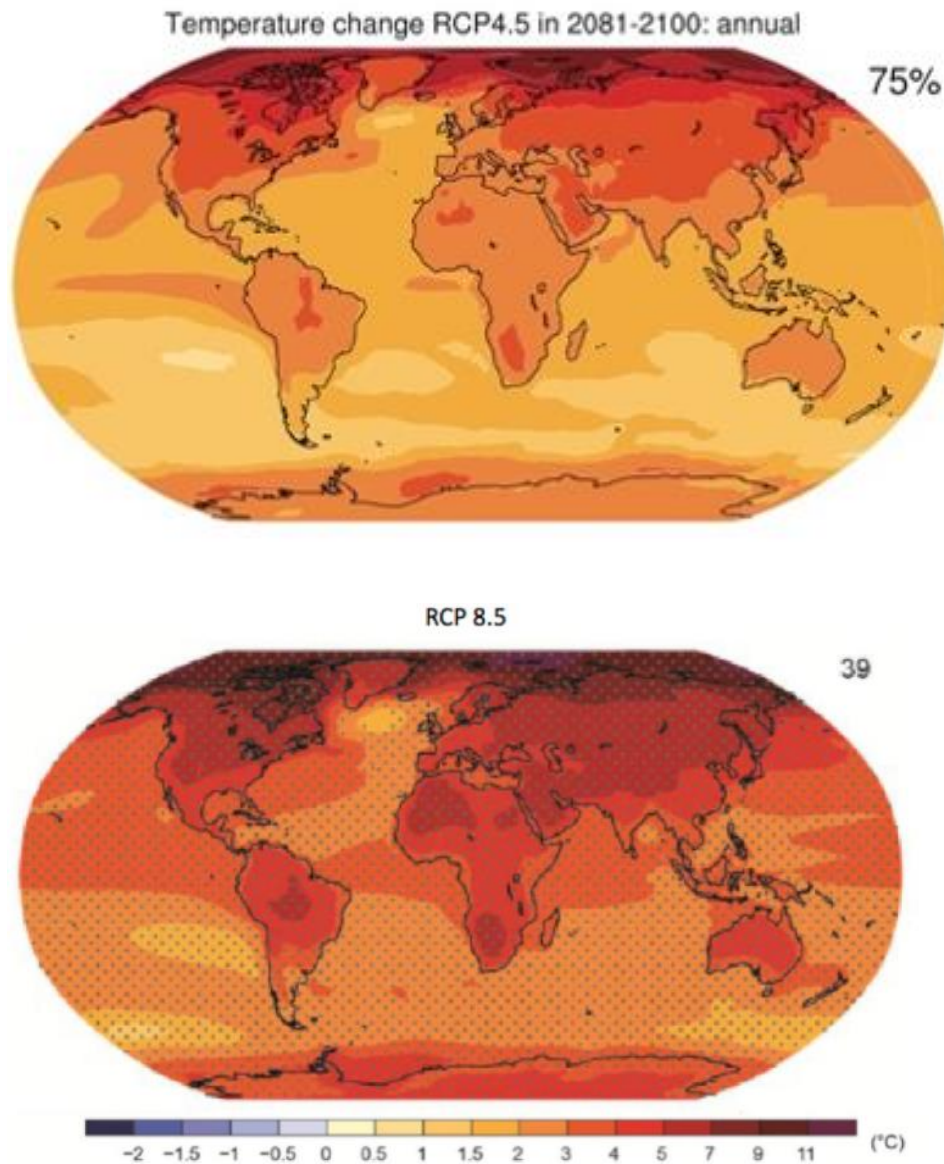 Temperature change RCP4.5 in 2081-2100: annual
75%
RCP 8.5
39
−2 −1.5 −1 −0.5 0 0.5 1 1.5 2 3 4 5 7 9 11 (°C)